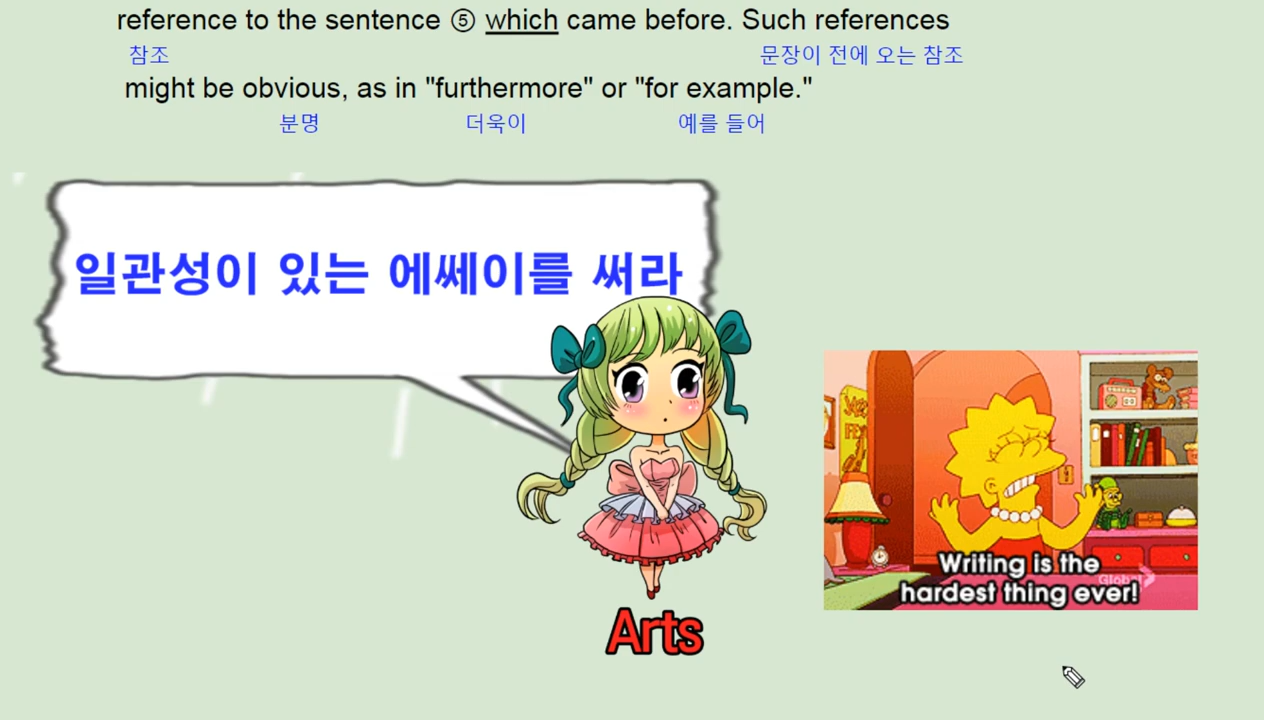 reference to the sentence ⑤ which came before. Such references
참조 문장이 전에 오는 참조
might be obvious, as in "furthermore" or "for example."
분명 더욱이 예를 들어
일관성이 있는 에쎄이를 써라
Arts
Writing is the
Global
hardest thing ever!